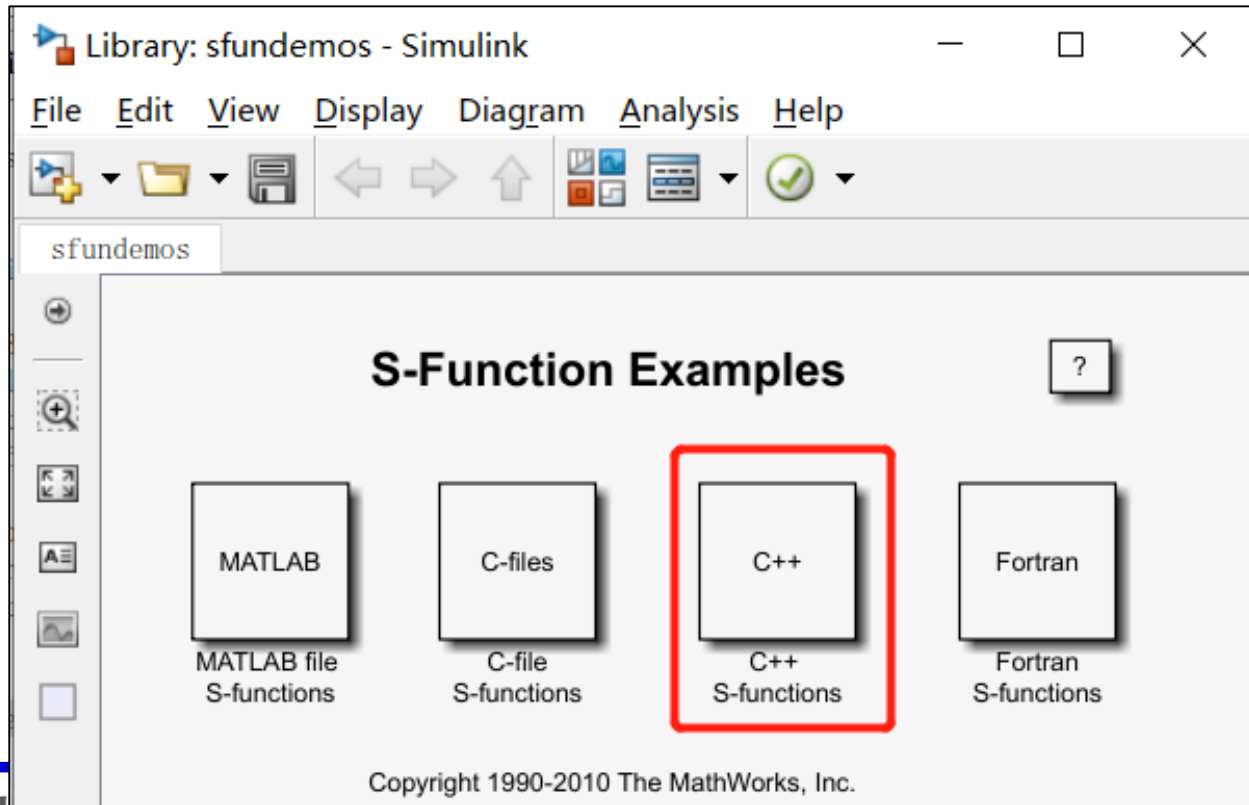 Library: sfundemos - Simulink
File Edit View Display Diagram Analysis Help
sfundemos
S-Function Examples
?
MATLAB C-files C++ Fortran
MATLAB file C-file C++ Fortran
S-functions S-functions S-functions S-functions
Copyright 1990-2010 The MathWorks, Inc.